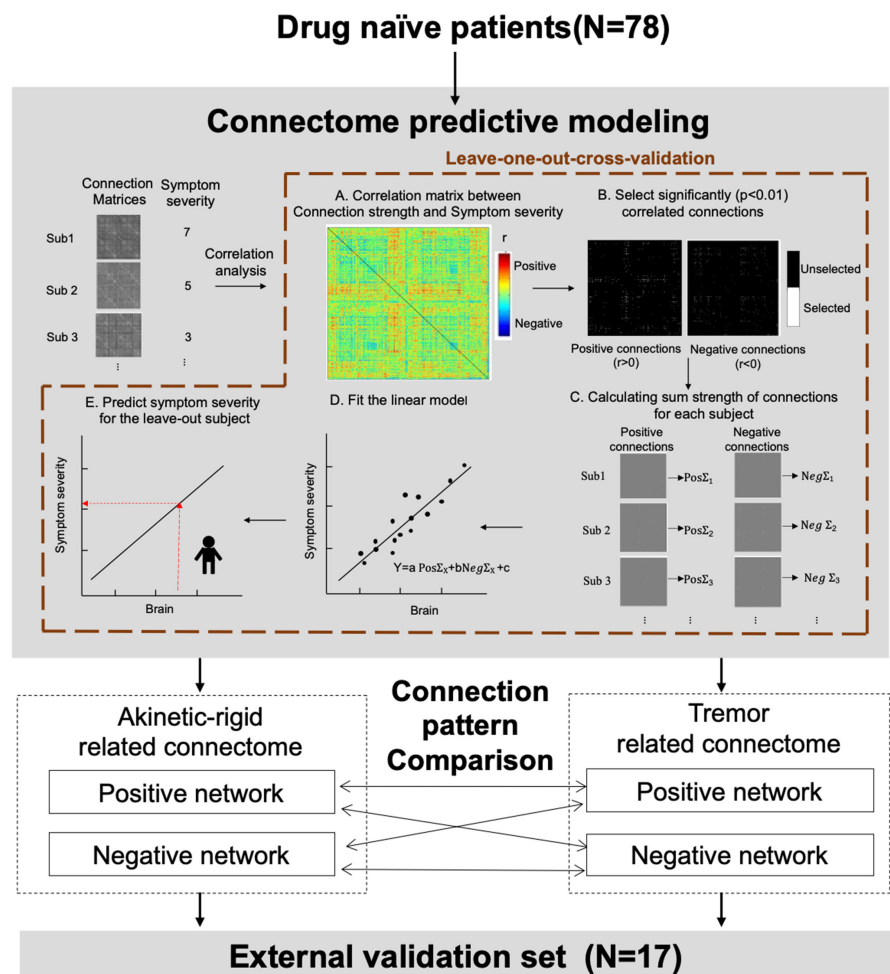 Drug naïve patients(N=78)
Connectome predictive modeling
Leave-one-out-cross-validation
Connection
Matrices
Symptom
severity
Sub1
7
Sub 2
5
Sub 3
3
⋮
⋮
Correlation
analysis
A. Correlation matrix between
Connection strength and Symptom severity
r
Positive
Negative
B. Select significantly (p<0.01)
correlated connections
Unselected
Selected
Positive connections
(r>0)
Negative connections
(r<0)
C. Calculating sum strength of connections
for each subject
Positive
connections
Negative
connections
Sub1
PosΣ₁
NegΣ₁
Sub 2
PosΣ₂
Neg Σ₂
Sub 3
PosΣ₃
Neg Σ₃
⋮
⋮
⋮
⋮
D. Fit the linear model
Symptom severity
Y=a PosΣₓ+bNegΣₓ+c
Brain
E. Predict symptom severity
for the leave-out subject
Symptom severity
Brain
Connection
pattern
Comparison
Akinetic-rigid
related connectome
Positive network
Negative network
Tremor
related connectome
Positive network
Negative network
External validation set (N=17)